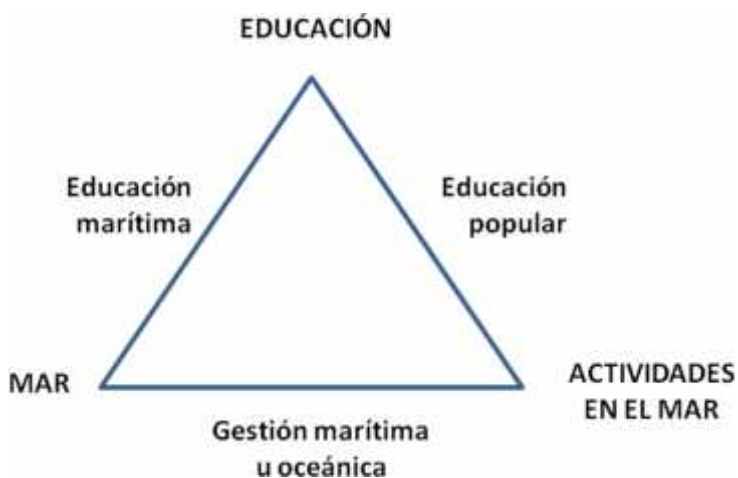 EDUCACIÓN
Educación
marítima
Educación
popular
MAR
ACTIVIDADES
EN EL MAR
Gestión marítima
u oceánica